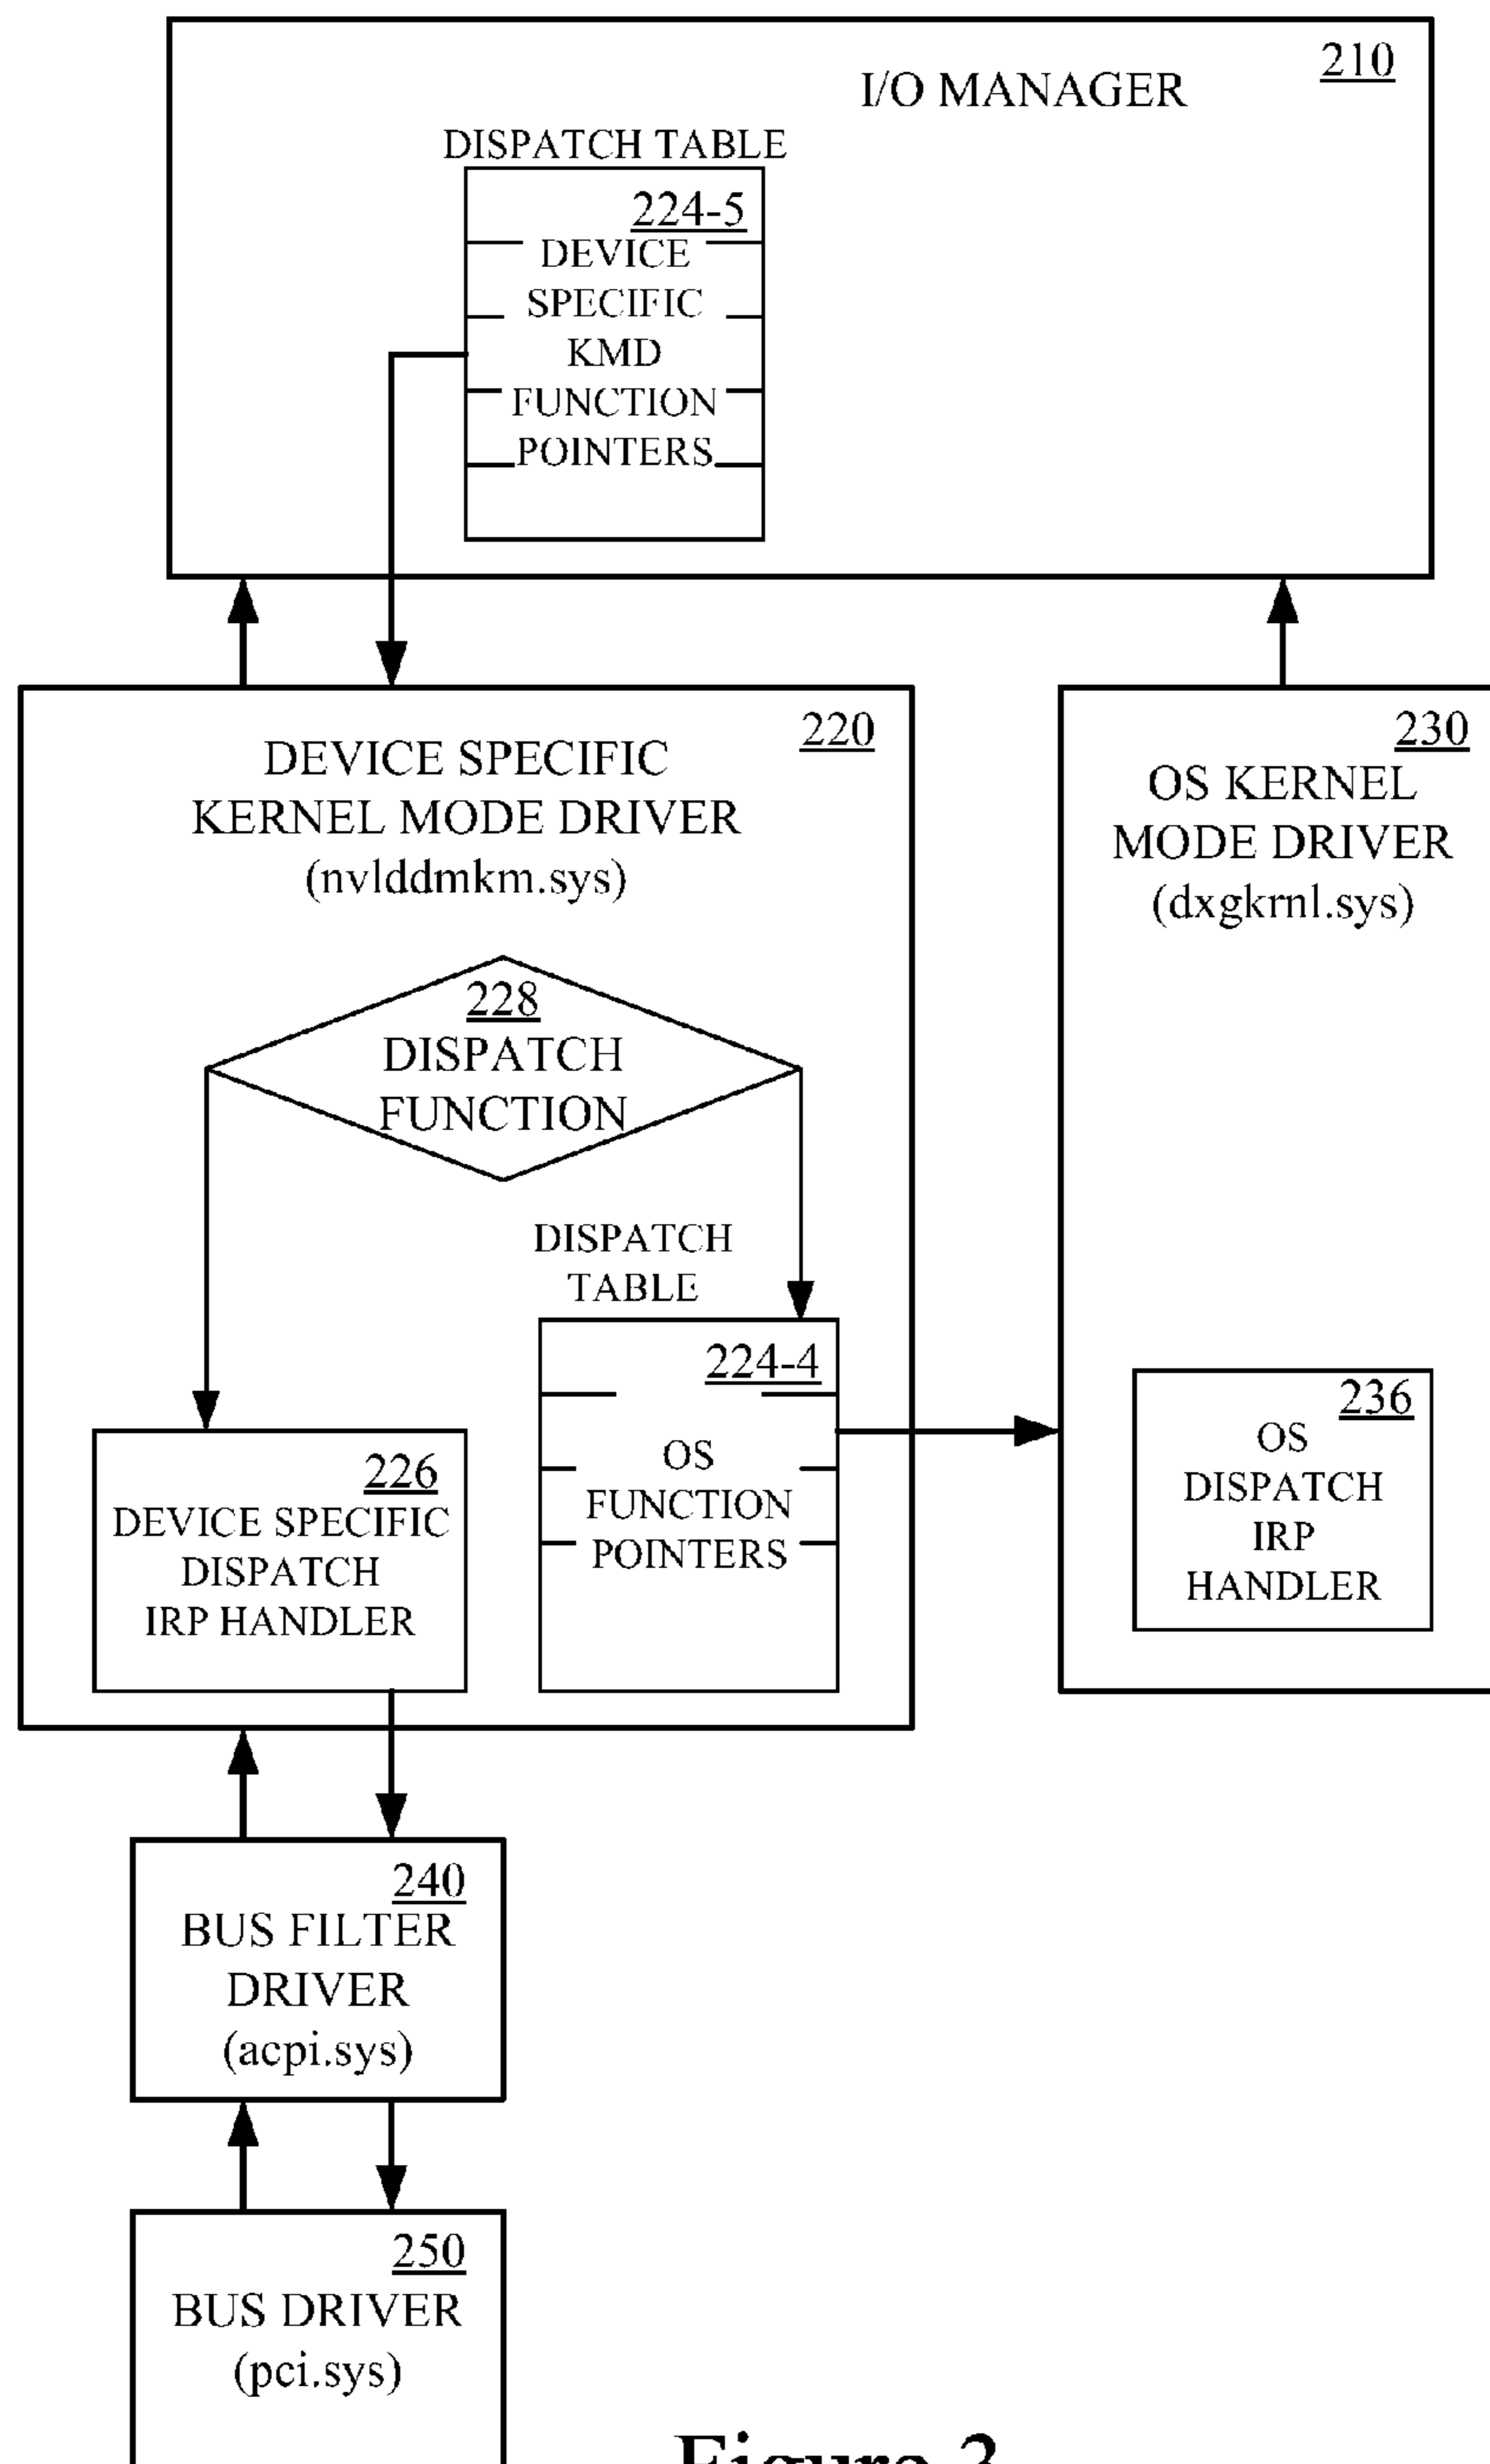 210
I/O MANAGER
DISPATCH TABLE
224-5
DEVICE
SPECIFIC
KMD
FUNCTION
POINTERS
220
DEVICE SPECIFIC
KERNEL MODE DRIVER
(nvlddmkm.sys)
230
OS KERNEL
MODE DRIVER
(dxgkrnl.sys)
228
DISPATCH
FUNCTION
DISPATCH
TABLE
224-4
OS
FUNCTION
POINTERS
226
DEVICE SPECIFIC
DISPATCH
IRP HANDLER
236
OS
DISPATCH
IRP
HANDLER
240
BUS FILTER
DRIVER
(acpi.sys)
250
BUS DRIVER
(pci.sys)
Figure